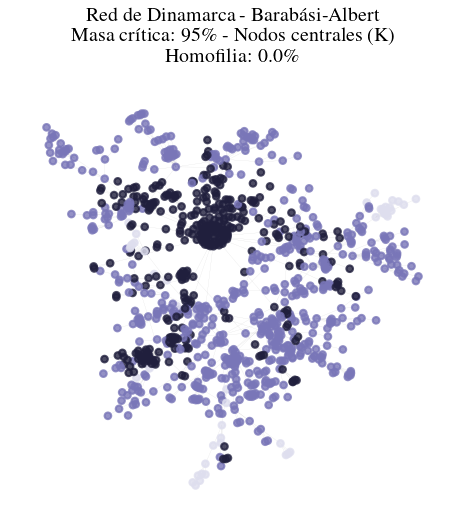 Red de Dinamarca - Barabási-Albert
Masa crítica: 95% - Nodos centrales (K)
Homofilia: 0.0%